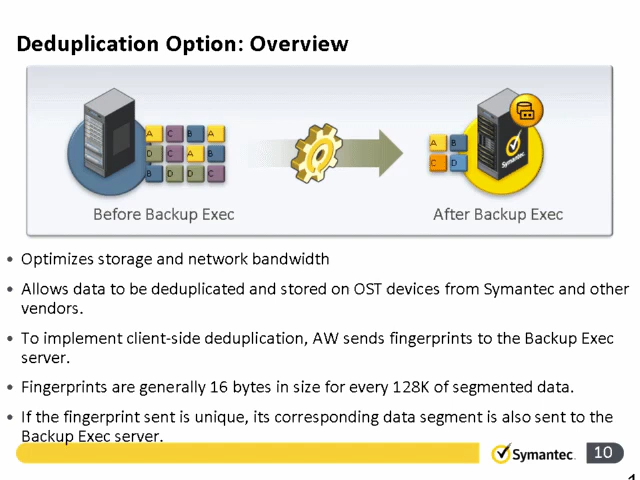 Deduplication Option: Overview
A C B A
D C A B
B D D C
A B
C D
Symantec.
Before Backup Exec
After Backup Exec
• Optimizes storage and network bandwidth
• Allows data to be deduplicated and stored on OST devices from Symantec and other
vendors.
• To implement client-side deduplication, AW sends fingerprints to the Backup Exec
server.
• Fingerprints are generally 16 bytes in size for every 128K of segmented data.
• If the fingerprint sent is unique, its corresponding data segment is also sent to the
Backup Exec server.
Symantec.
10